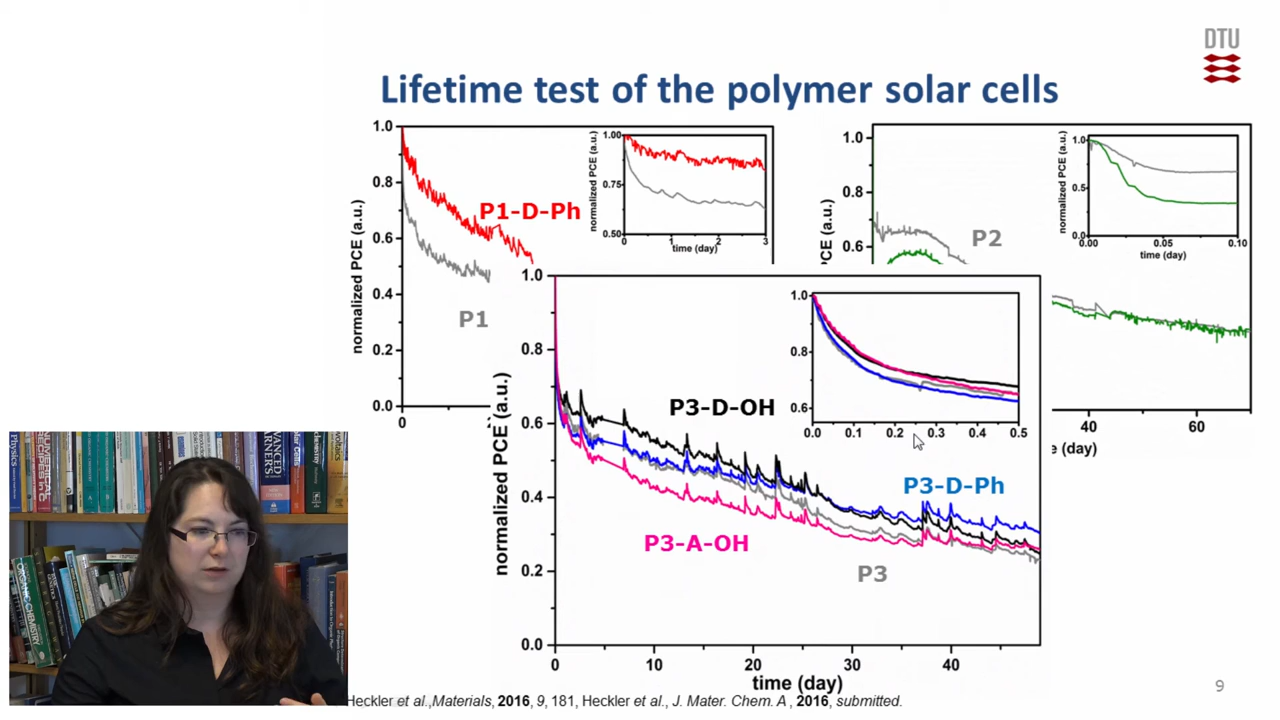 DTU
Lifetime test of the polymer solar cells
normalized PCE (a.u.)
1.0
0.8
0.6
0.4
0.2
0.0
0
P1-D-Ph
P1
normalized PCE (a.u.)
1.00
0.75
0.50
0
1
2
3
time (day)
1.0
0.8
0.6
PCE (a.u.)
P2
normalized PCE (a.u.)
1.0
0.5
0.0
0.00
0.05
0.10
time (day)
40
60
e (day)
normalized PCE (a.u.)
1.0
0.8
0.6
0.4
0.2
0.0
0
10
20
30
40
time (day)
P3-D-OH
P3-D-Ph
P3-A-OH
P3
1.0
0.8
0.6
0.0
0.1
0.2
0.3
0.4
0.5
Heckler et al.,Materials, 2016, 9, 181, Heckler et al., J. Mater. Chem. A , 2016, submitted.
9
ORGANIC CHEMISTRY